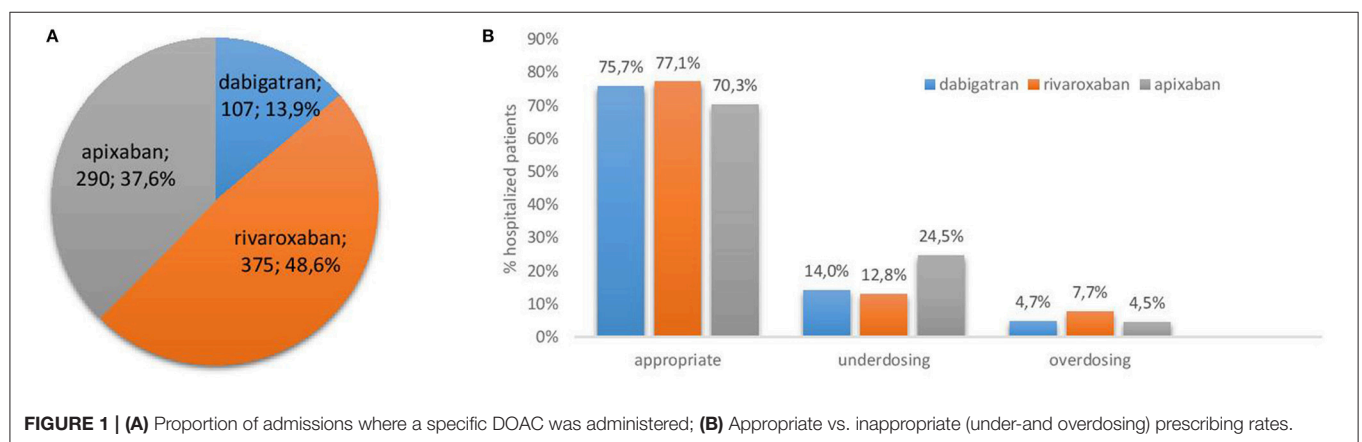 A
dabigatran;
107; 13,9%
apixaban;
290; 37,6%
rivaroxaban;
375; 48,6%
B
90%
80%
70%
60%
50%
40%
30%
20%
10%
0%
% hospitalized patients
75,7%
77,1%
70,3%
14,0%
12,8%
24,5%
4,7%
7,7%
4,5%
dabigatran rivaroxaban apixaban
appropriate underdosing overdosing
FIGURE 1 | (A) Proportion of admissions where a specific DOAC was administered; (B) Appropriate vs. inappropriate (under-and overdosing) prescribing rates.